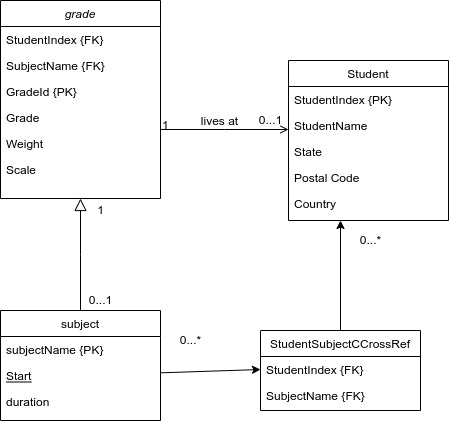 grade
StudentIndex {FK}
SubjectName {FK}
GradeId {PK}
Grade
Weight
Scale
1
lives at
0...1
Student
StudentIndex {PK}
StudentName
State
Postal Code
Country
1
0...1
0...*
subject
subjectName {PK}
Start
duration
0...*
StudentSubjectCCrossRef
StudentIndex {FK}
SubjectName {FK}